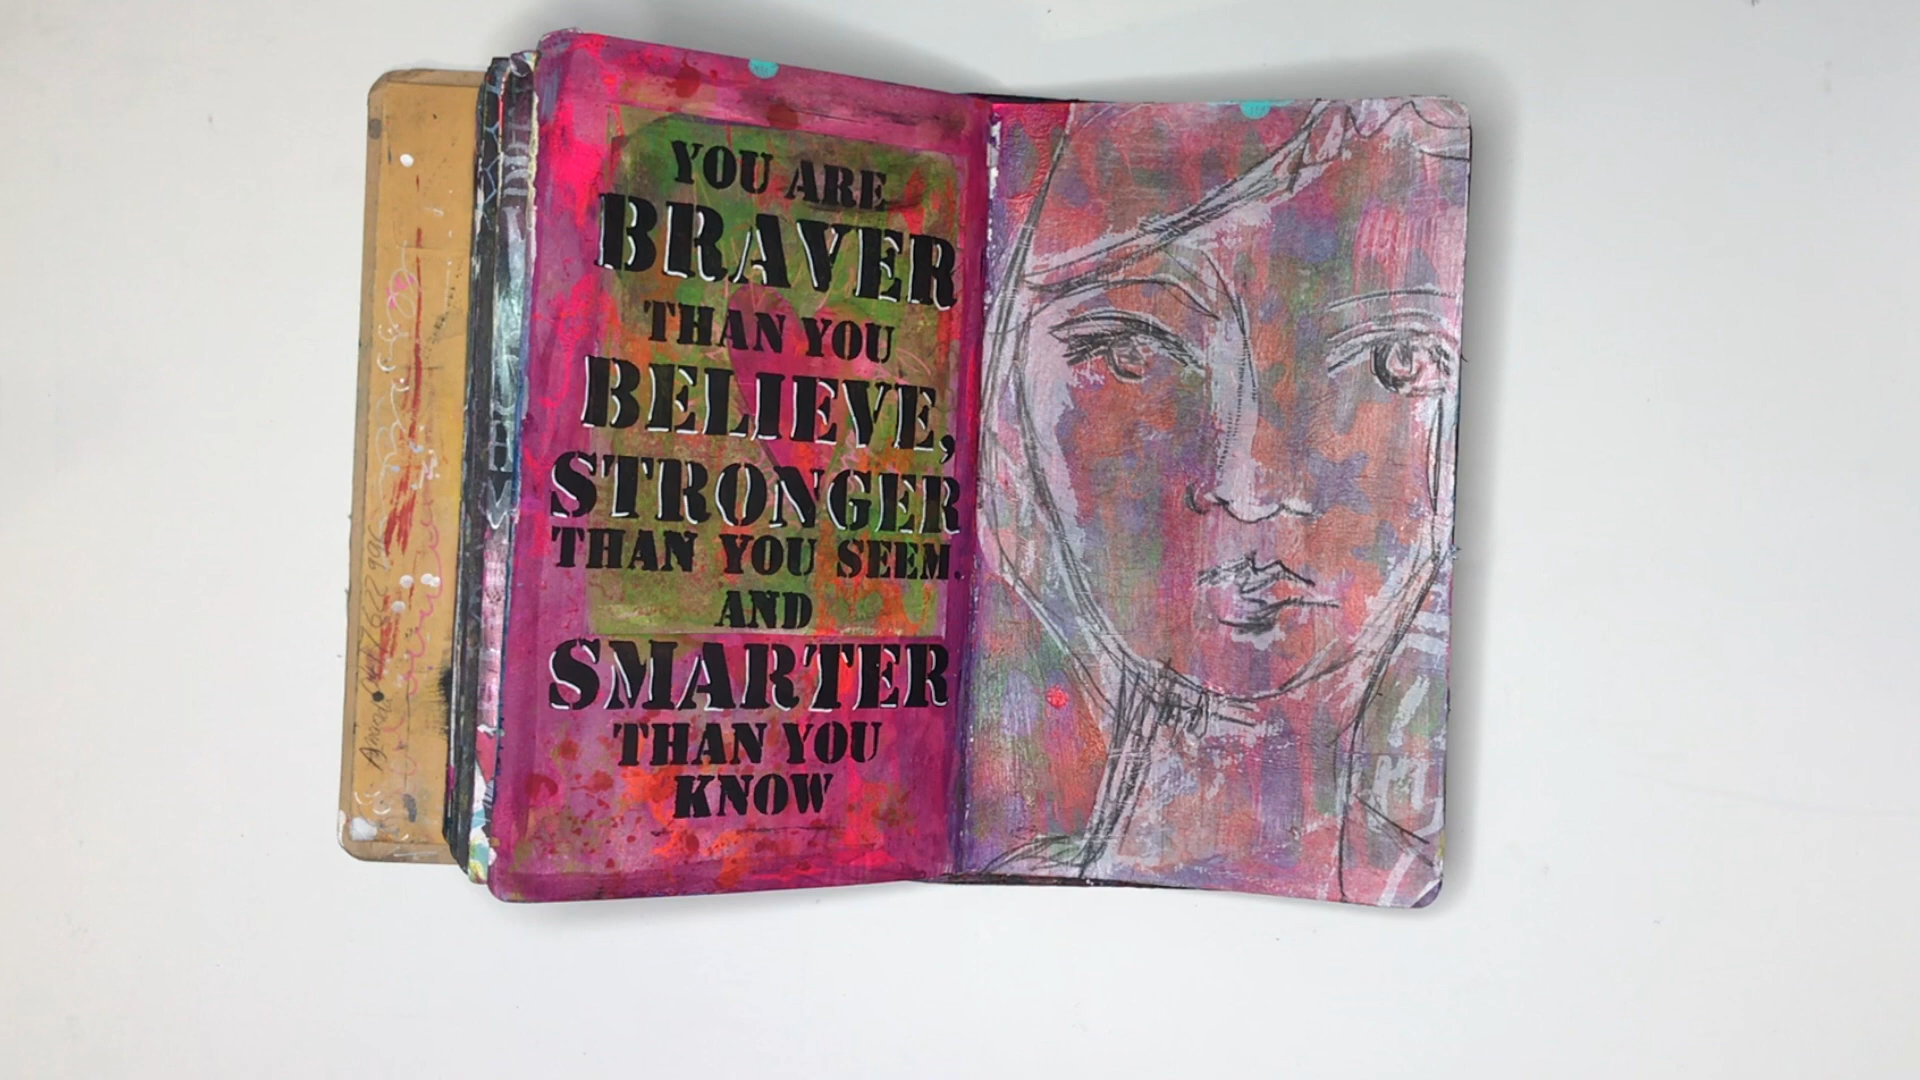 YOU ARE
BRAVER
THAN YOU
BELIEVE,
STRONGER
THAN YOU SEEM.
AND
SMARTER
THAN YOU
KNOW